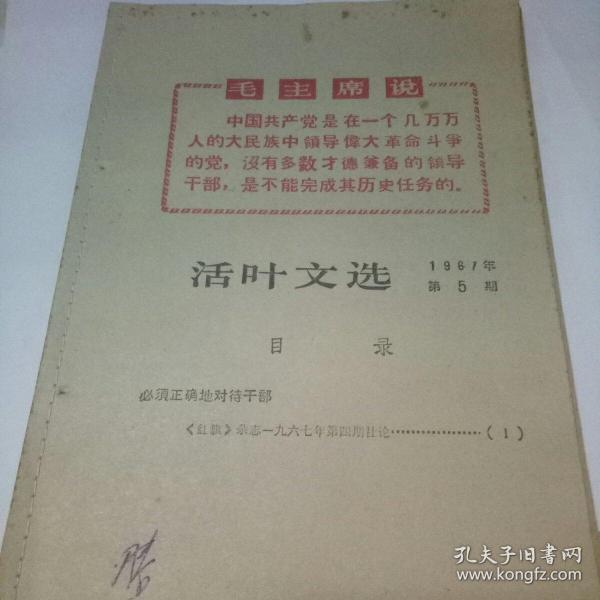 毛主席说
中国共产党是在一个几万万
人的大民族中領导偉大革命斗爭
的党，沒有多数才德兼备的領导
干部，是不能完成其历史任务的。
活叶文选
1967年
第5期
目录
必须正确地对待干部
《红旗》杂志一九六七年第四期社论………………（1）
孔夫子旧书网
www.kongfz.com